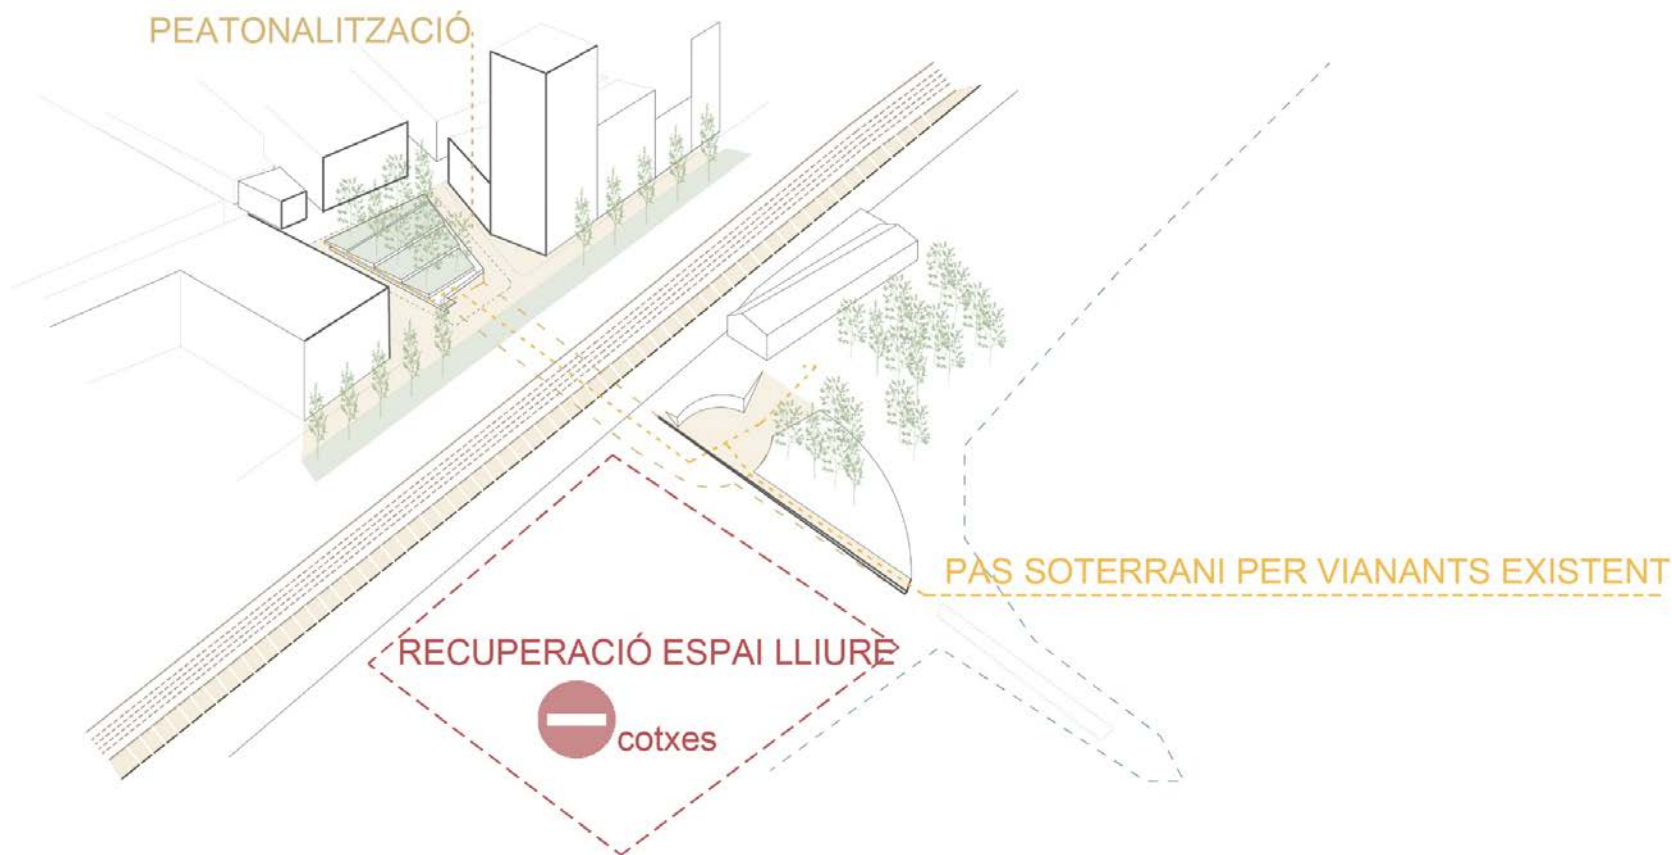 PEATONALITZACIÓ
PAS SOTERRANI PER VIANANTS EXISTENT
RECUPERACIÓ ESPAI LLIURE
cotxes